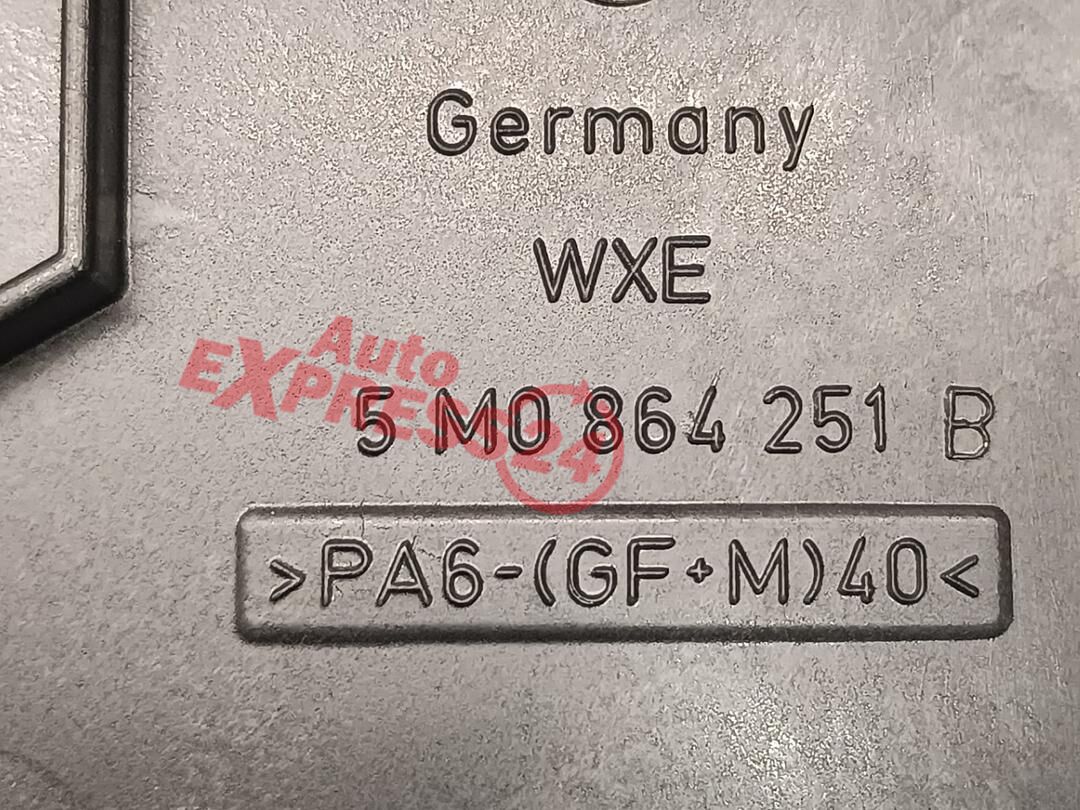 Germany
WXE
Auto
EXPRESS24
5M0 864 251 B
>PA6-(GF+M)40<